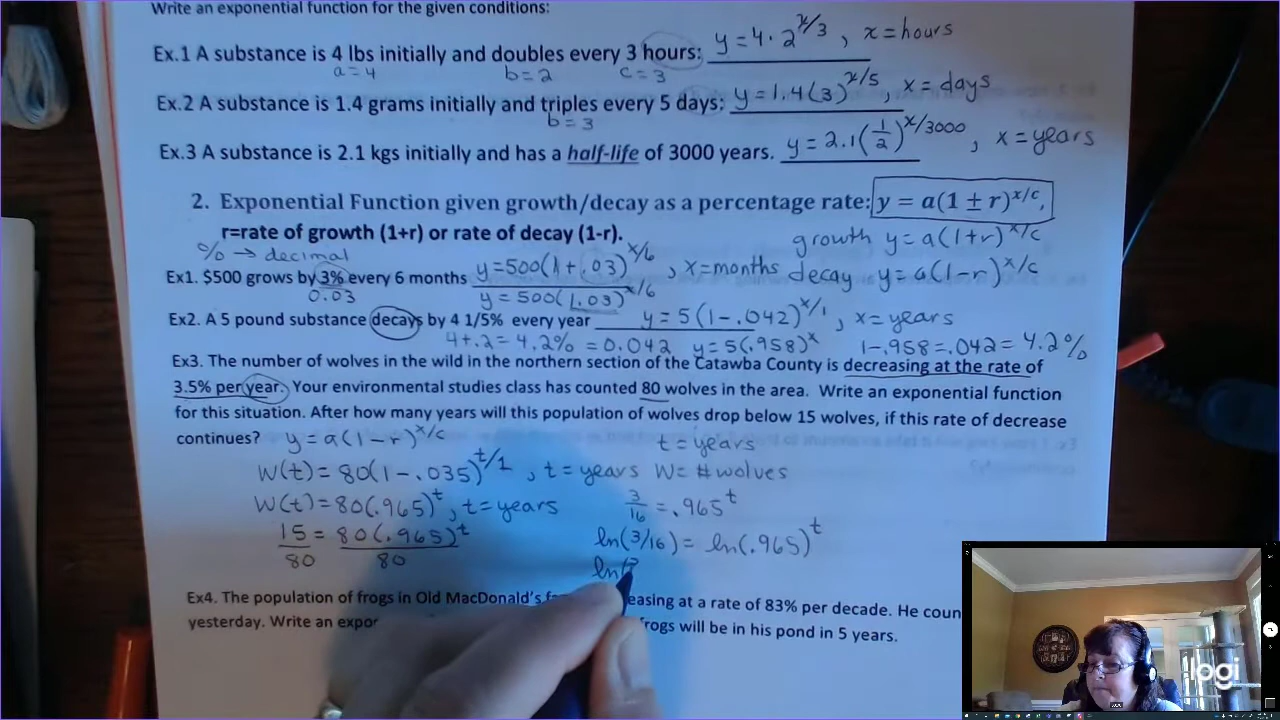 Write an exponential function for the given conditions:
Ex.1 A substance is 4 lbs initially and doubles every 3 hours: y = 4 · 2^x/3 , x = hours
a = 4 b = 2 c = 3
Ex.2 A substance is 1.4 grams initially and triples every 5 days: y = 1.4(3)^x/5, x = days
b = 3
Ex.3 A substance is 2.1 kgs initially and has a half-life of 3000 years. y = 2.1(1/2)^x/3000 , x = years
2. Exponential Function given growth/decay as a percentage rate: y = a(1 ± r)^x/c,
r=rate of growth (1+r) or rate of decay (1-r). growth y = a(1+r)^x/c
% → decimal
Ex1. $500 grows by 3% every 6 months y = 500(1 + .03)^x/6 , x = months decay y = a(1-r)^x/c
0.03 y = 500(1.03)^x/6
Ex2. A 5 pound substance decays by 4 1/5% every year y = 5(1 - .042)^x/1 , x = years
4 + .2 = 4.2% = 0.042 y = 5(.958)^x 1 - .958 = .042 = 4.2%
Ex3. The number of wolves in the wild in the northern section of the Catawba County is decreasing at the rate of
3.5% per year. Your environmental studies class has counted 80 wolves in the area. Write an exponential function
for this situation. After how many years will this population of wolves drop below 15 wolves, if this rate of decrease
continues? y = a(1-r)^x/c t = years
W(t) = 80(1-.035)^t/1 , t = years W = # wolves
W(t) = 80(.965)^t, t = years 3/16 = .965^t
15 = 80(.965)^t ln(3/16) = ln(.965)^t
80 80 ln(
Ex4. The population of frogs in Old MacDonald's easing at a rate of 83% per decade. He coun
yesterday. Write an expo frogs will be in his pond in 5 years.
logi